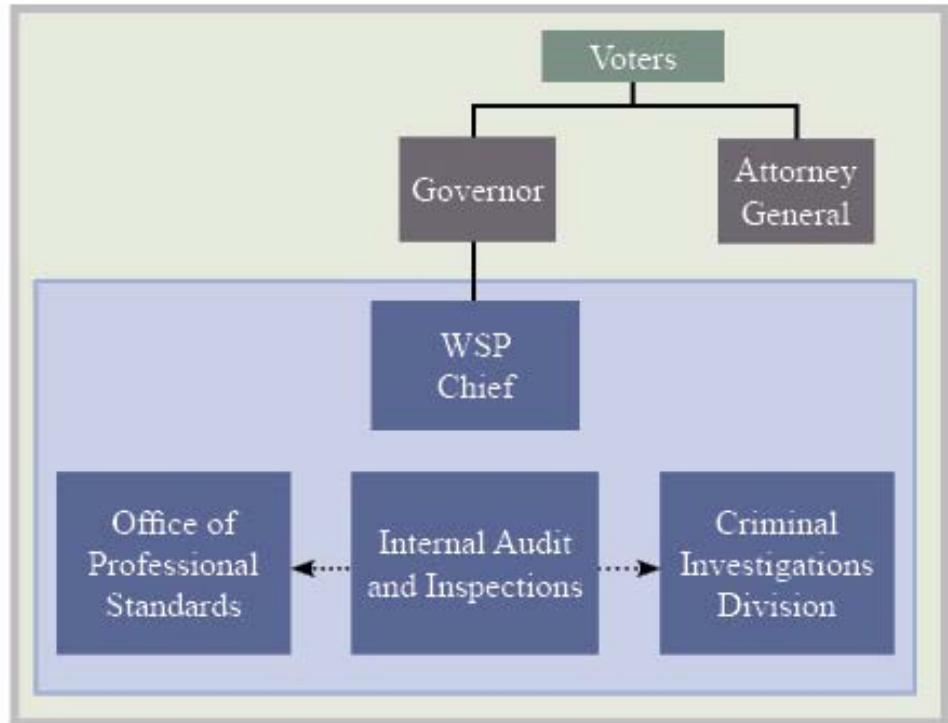 Voters
Governor
Attorney
General
WSP
Chief
Office of
Professional
Standards
Internal Audit
and Inspections
Criminal
Investigations
Division